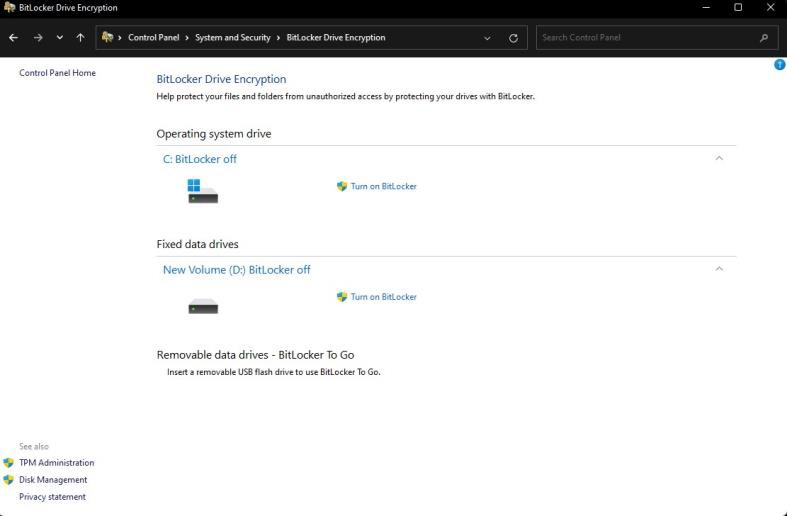 BitLocker Drive Encryption
Control Panel > System and Security > BitLocker Drive Encryption
Search Control Panel
Control Panel Home
BitLocker Drive Encryption
Help protect your files and folders from unauthorized access by protecting your drives with BitLocker.
Operating system drive
C: BitLocker off
Turn on BitLocker
Fixed data drives
New Volume (D:) BitLocker off
Turn on BitLocker
Removable data drives - BitLocker To Go
Insert a removable USB flash drive to use BitLocker To Go.
See also
TPM Administration
Disk Management
Privacy statement